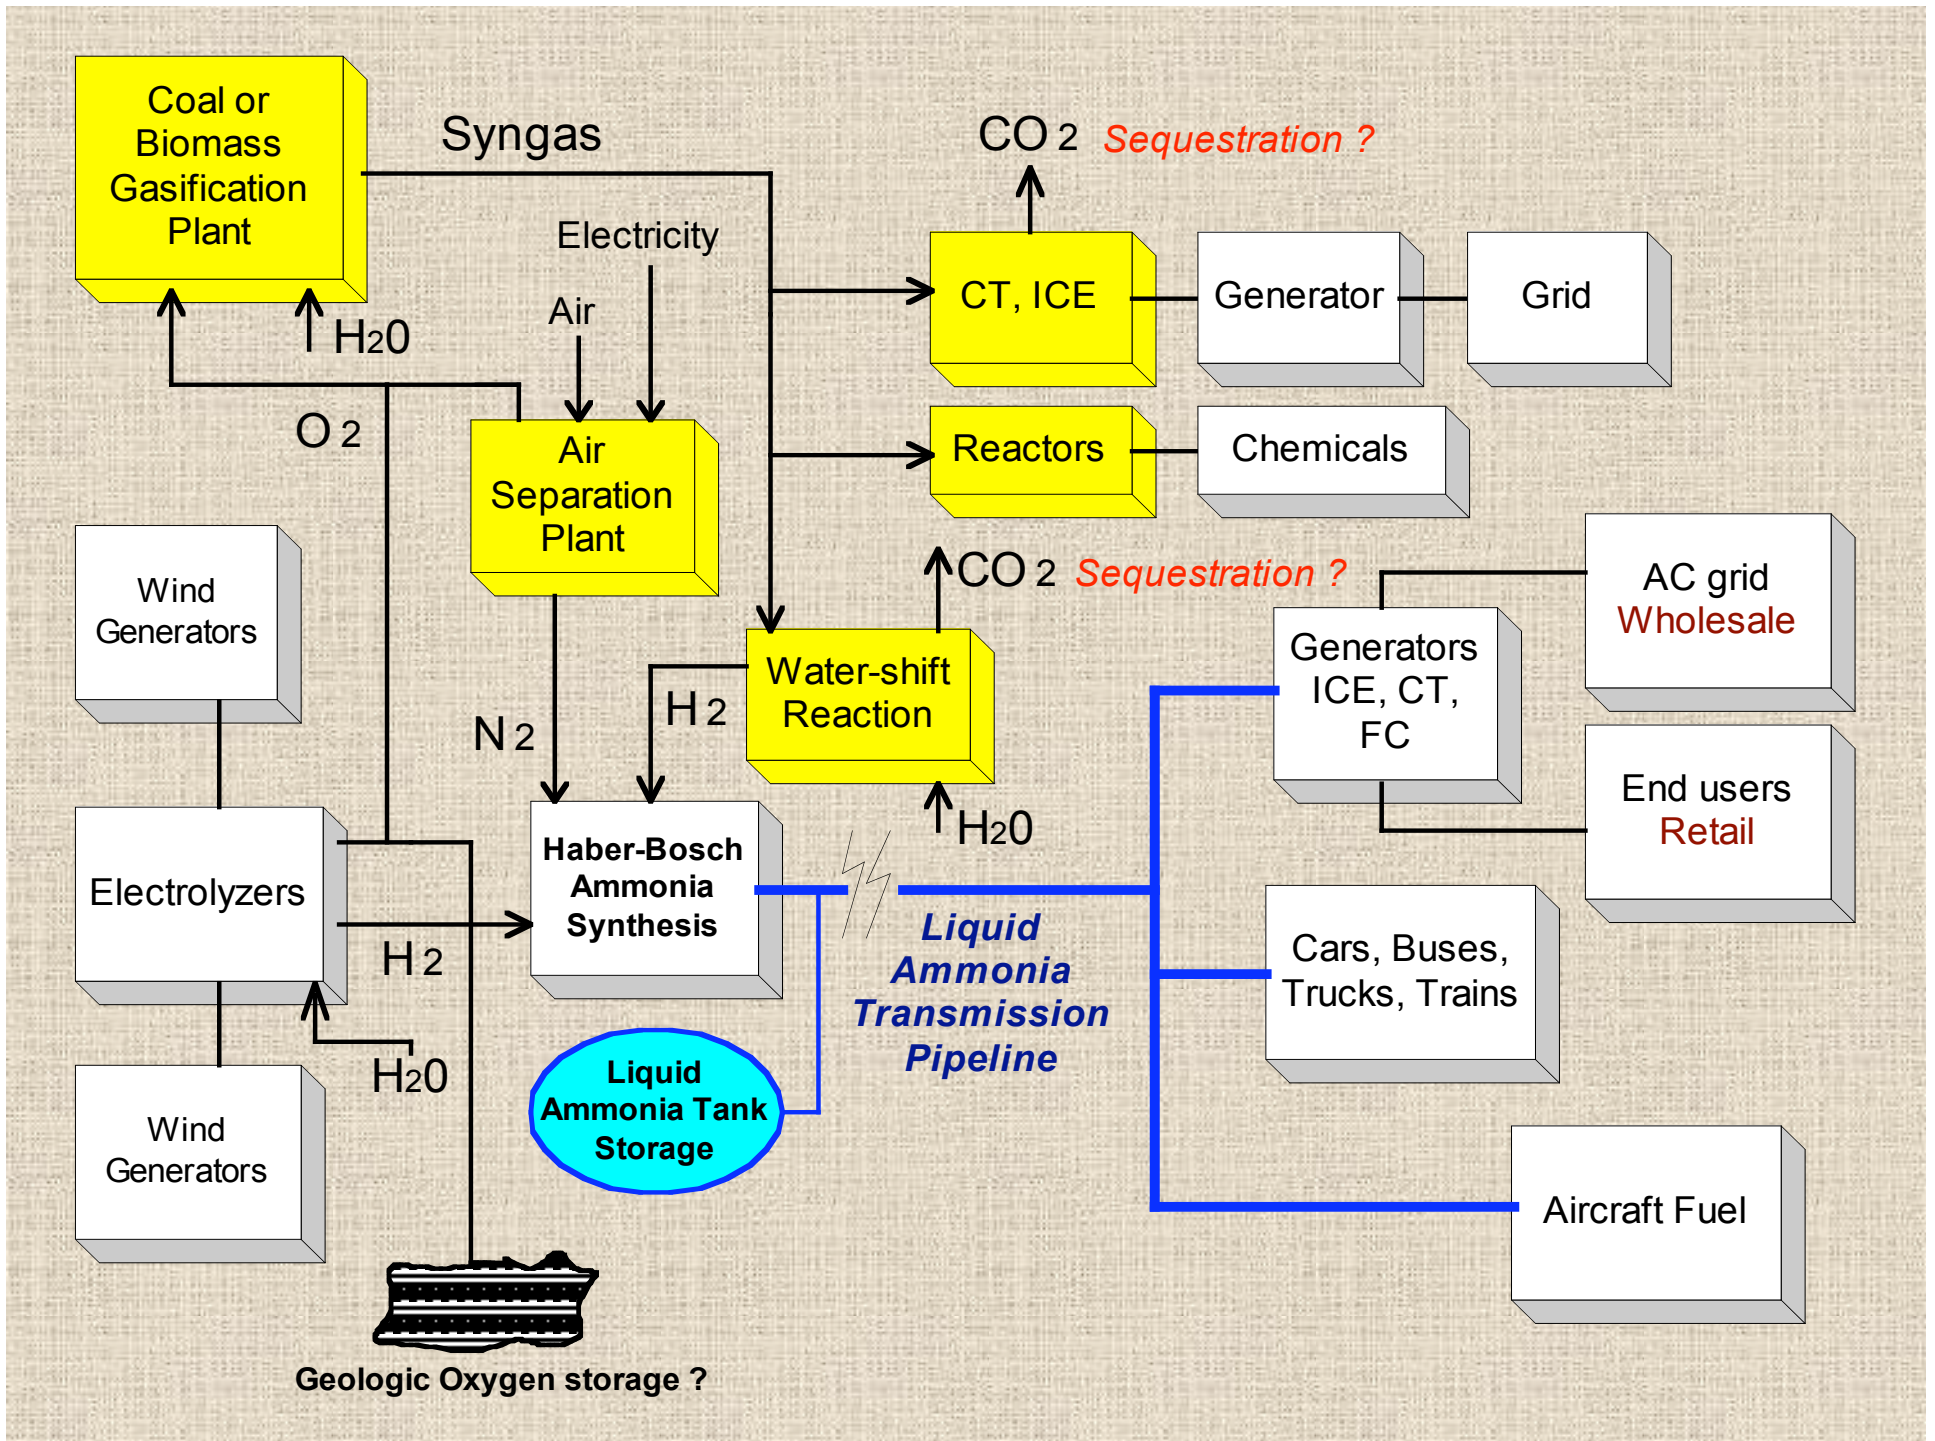 Coal or
Biomass
Gasification
Plant
Syngas
CO 2 Sequestration ?
Electricity
Air
H20
CT, ICE
Generator
Grid
O 2
Air
Separation
Plant
Reactors
Chemicals
Wind
Generators
CO 2 Sequestration ?
AC grid
Wholesale
Water-shift
Reaction
Generators
ICE, CT,
FC
N 2
H 2
End users
Retail
H20
Electrolyzers
Haber-Bosch
Ammonia
Synthesis
H 2
Liquid
Ammonia
Transmission
Pipeline
Cars, Buses,
Trucks, Trains
H20
Liquid
Ammonia Tank
Storage
Wind
Generators
Aircraft Fuel
Geologic Oxygen storage ?